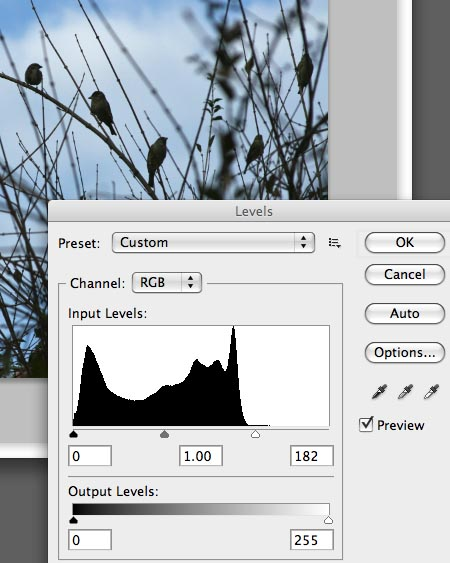 Levels
Preset: Custom
OK
Cancel
Channel: RGB
Auto
Input Levels:
Options...
Preview
0 1.00 182
Output Levels:
0 255